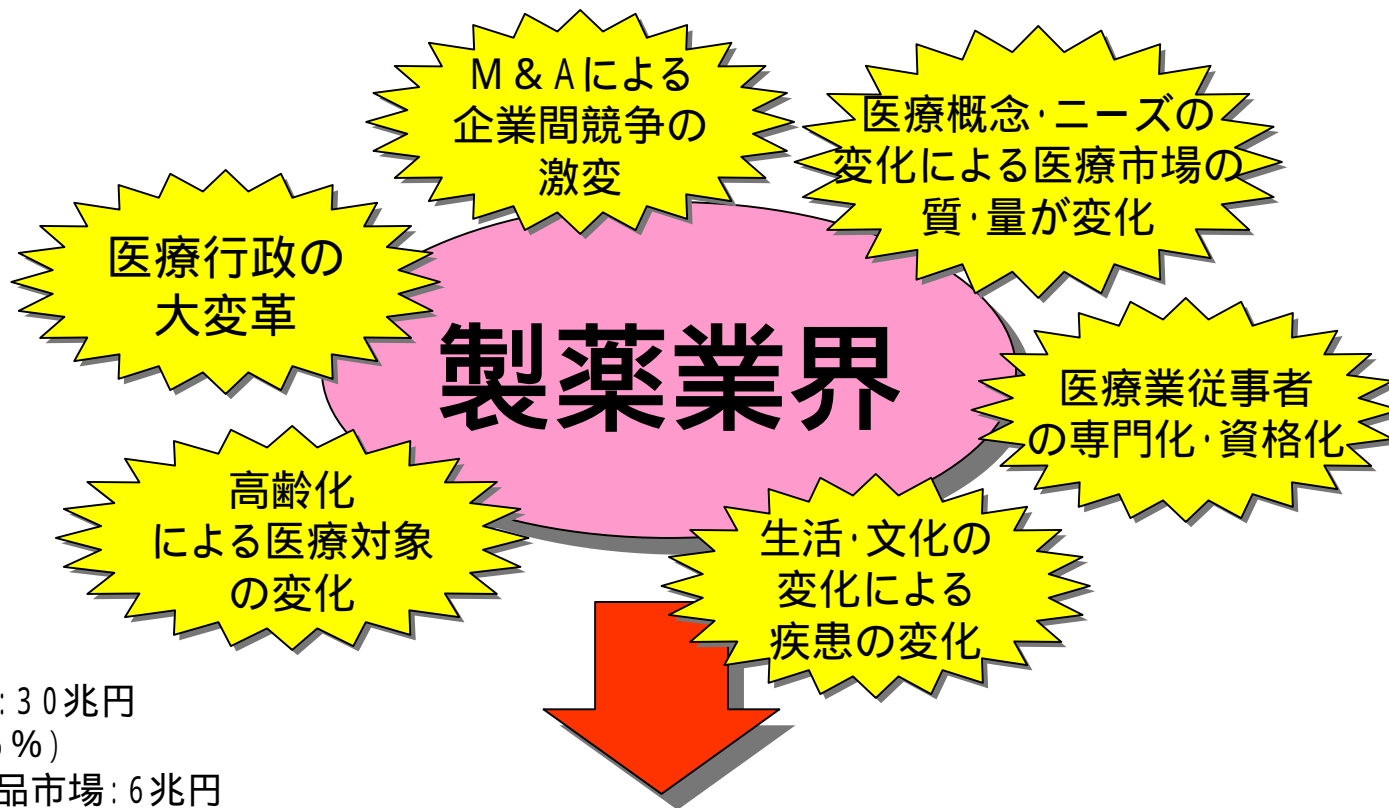 M&Aによる
企業間競争の
激変
医療概念・ニーズの
変化による医療市場の
質・量が変化
医療行政の
大変革
製薬業界
医療業従事者
の専門化・資格化
高齢化
による医療対象
の変化
生活・文化の
変化による
疾患の変化
:30兆円
%)
品市場:6兆円